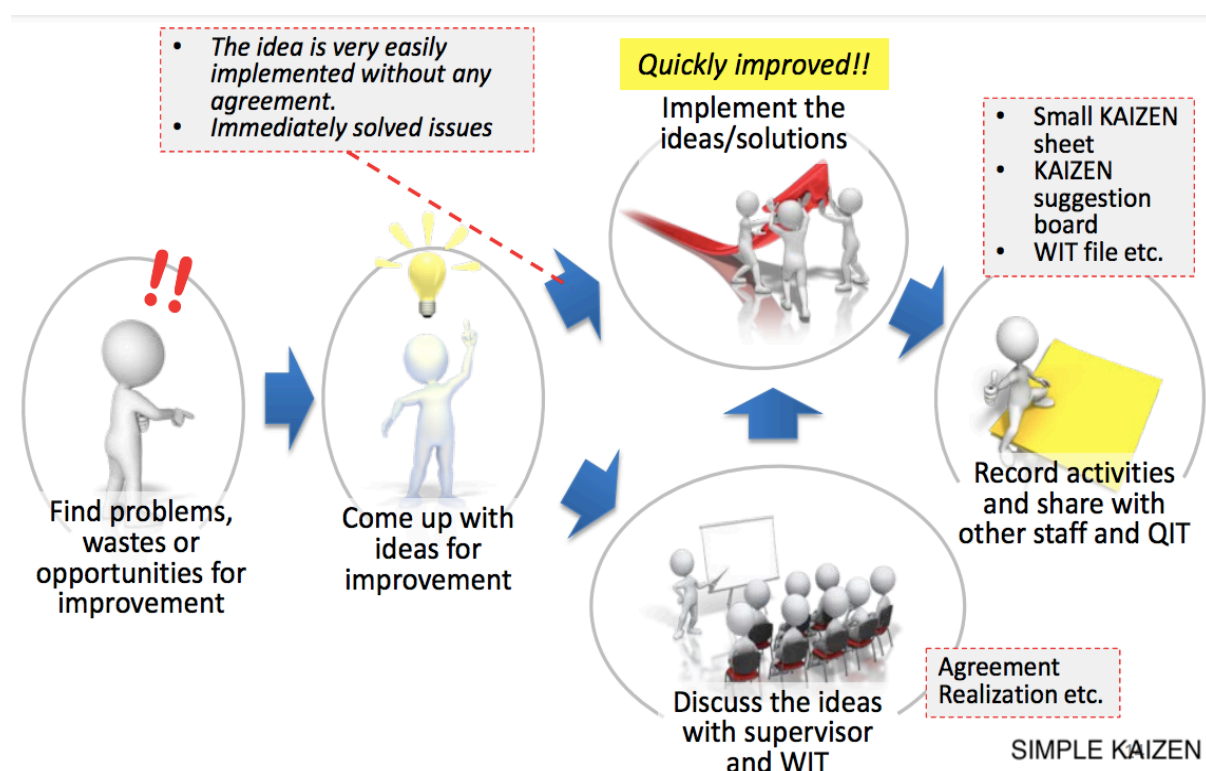 • The idea is very easily
implemented without any
agreement.
• Immediately solved issues
Quickly improved!!
Implement the
ideas/solutions
• Small KAIZEN
sheet
• KAIZEN
suggestion
board
• WIT file etc.
!!
Find problems,
wastes or
opportunities for
improvement
Come up with
ideas for
improvement
Discuss the ideas
with supervisor
and WIT
Agreement
Realization etc.
Record activities
and share with
other staff and QIT
SIMPLE KAIZEN